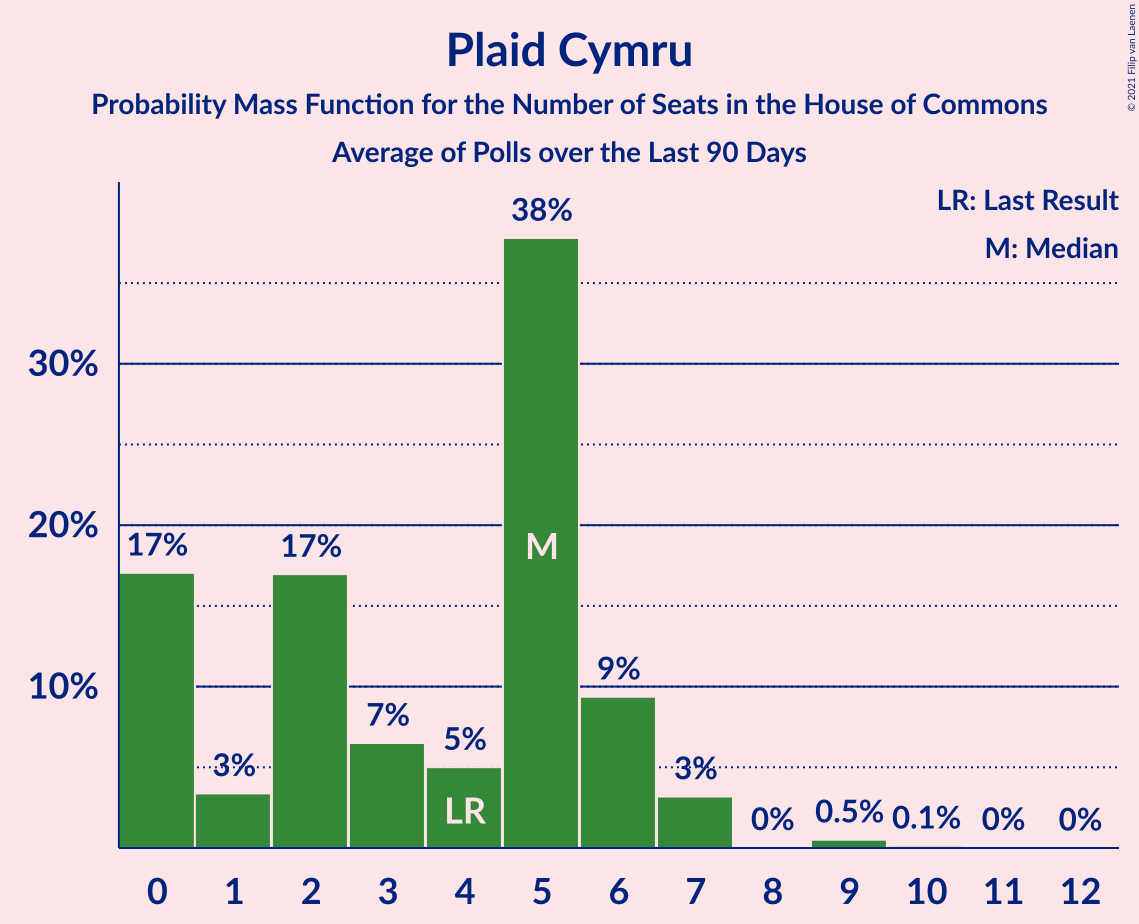 © 2021 Filip van Laenen
Plaid Cymru
Probability Mass Function for the Number of Seats in the House of Commons
Average of Polls over the Last 90 Days
LR: Last Result
M: Median
38%
30%
20%
17%
17%
M
10%
9%
7%
5%
3%
3%
LR
0%
0.5%
0.1%
0%
0%
0 1 2 3 4 5 6 7 8 9 10 11 12